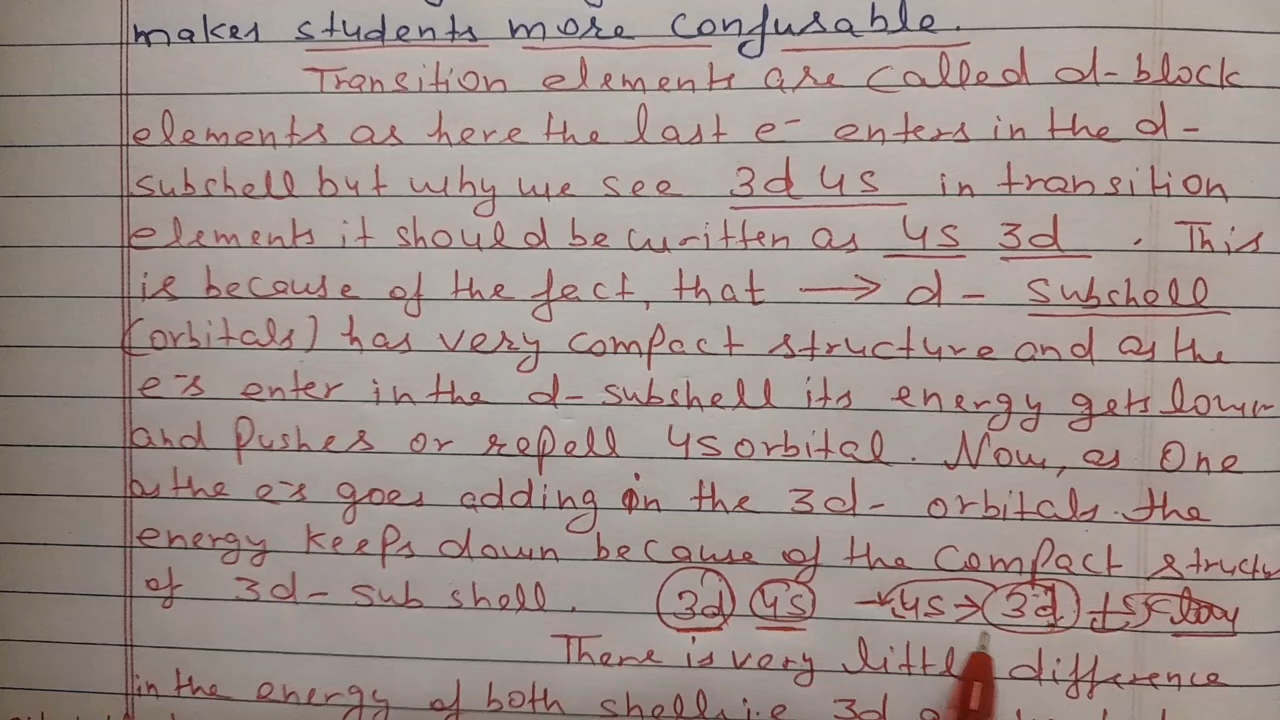 makes students more confusable.
Transition elements are called d-block
elements as here the last e⁻ enters in the d-
subshell but why we see 3d 4s in transition
elements it should be written as 4s 3d . This
is because of the fact, that → d- subshell
(orbitals) has very compact structure and as the
e⁻s enter in the d-subshell its energy gets lower
and pushes or repell 4s orbital. Now, as One
by the e⁻s goes adding in the 3d- orbitals the
energy keeps down because of the compact
of 3d-sub shell. 3d 4s 4s → 3d
There is very little difference
in the energy of both shell i.e 3d